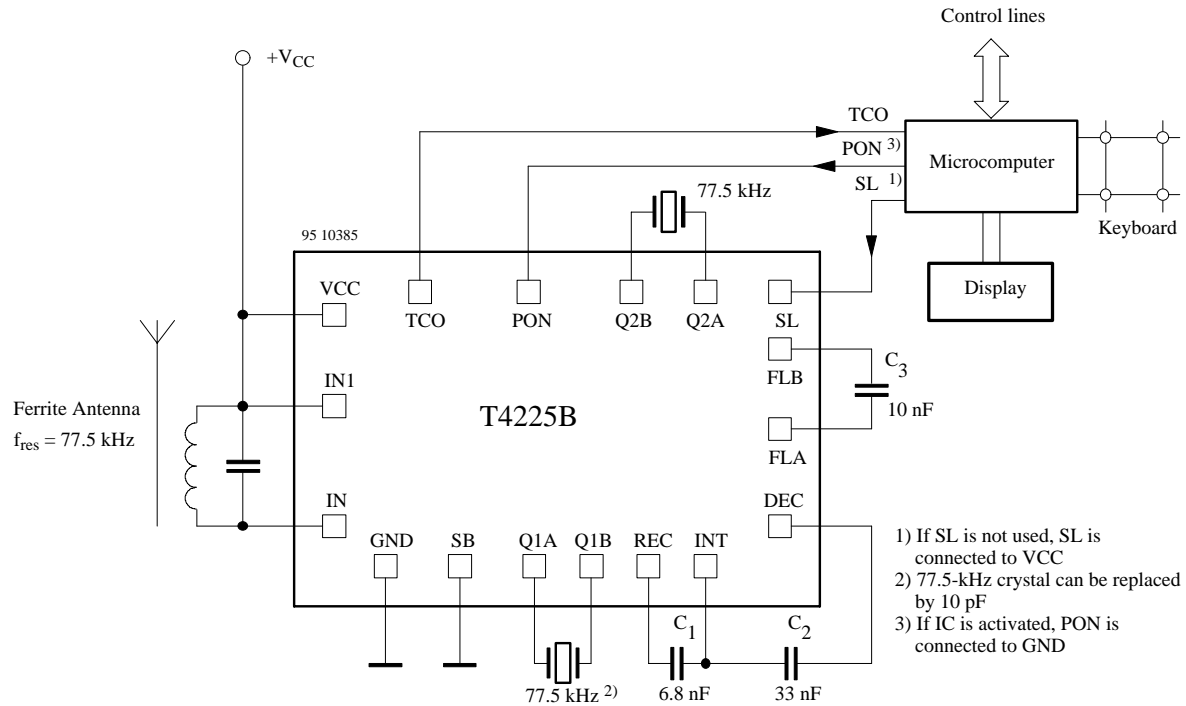 Control lines
+VCC
TCO
PON 3)
SL 1)
Microcomputer
Keyboard
Display
77.5 kHz
95 10385
VCC
TCO
PON
Q2B
Q2A
SL
IN1
FLB
C3
10 nF
Ferrite Antenna
fres = 77.5 kHz
T4225B
FLA
IN
DEC
GND
SB
Q1A
Q1B
REC
INT
1) If SL is not used, SL is
connected to VCC
2) 77.5-kHz crystal can be replaced
by 10 pF
3) If IC is activated, PON is
connected to GND
C1
C2
77.5 kHz 2)
6.8 nF
33 nF